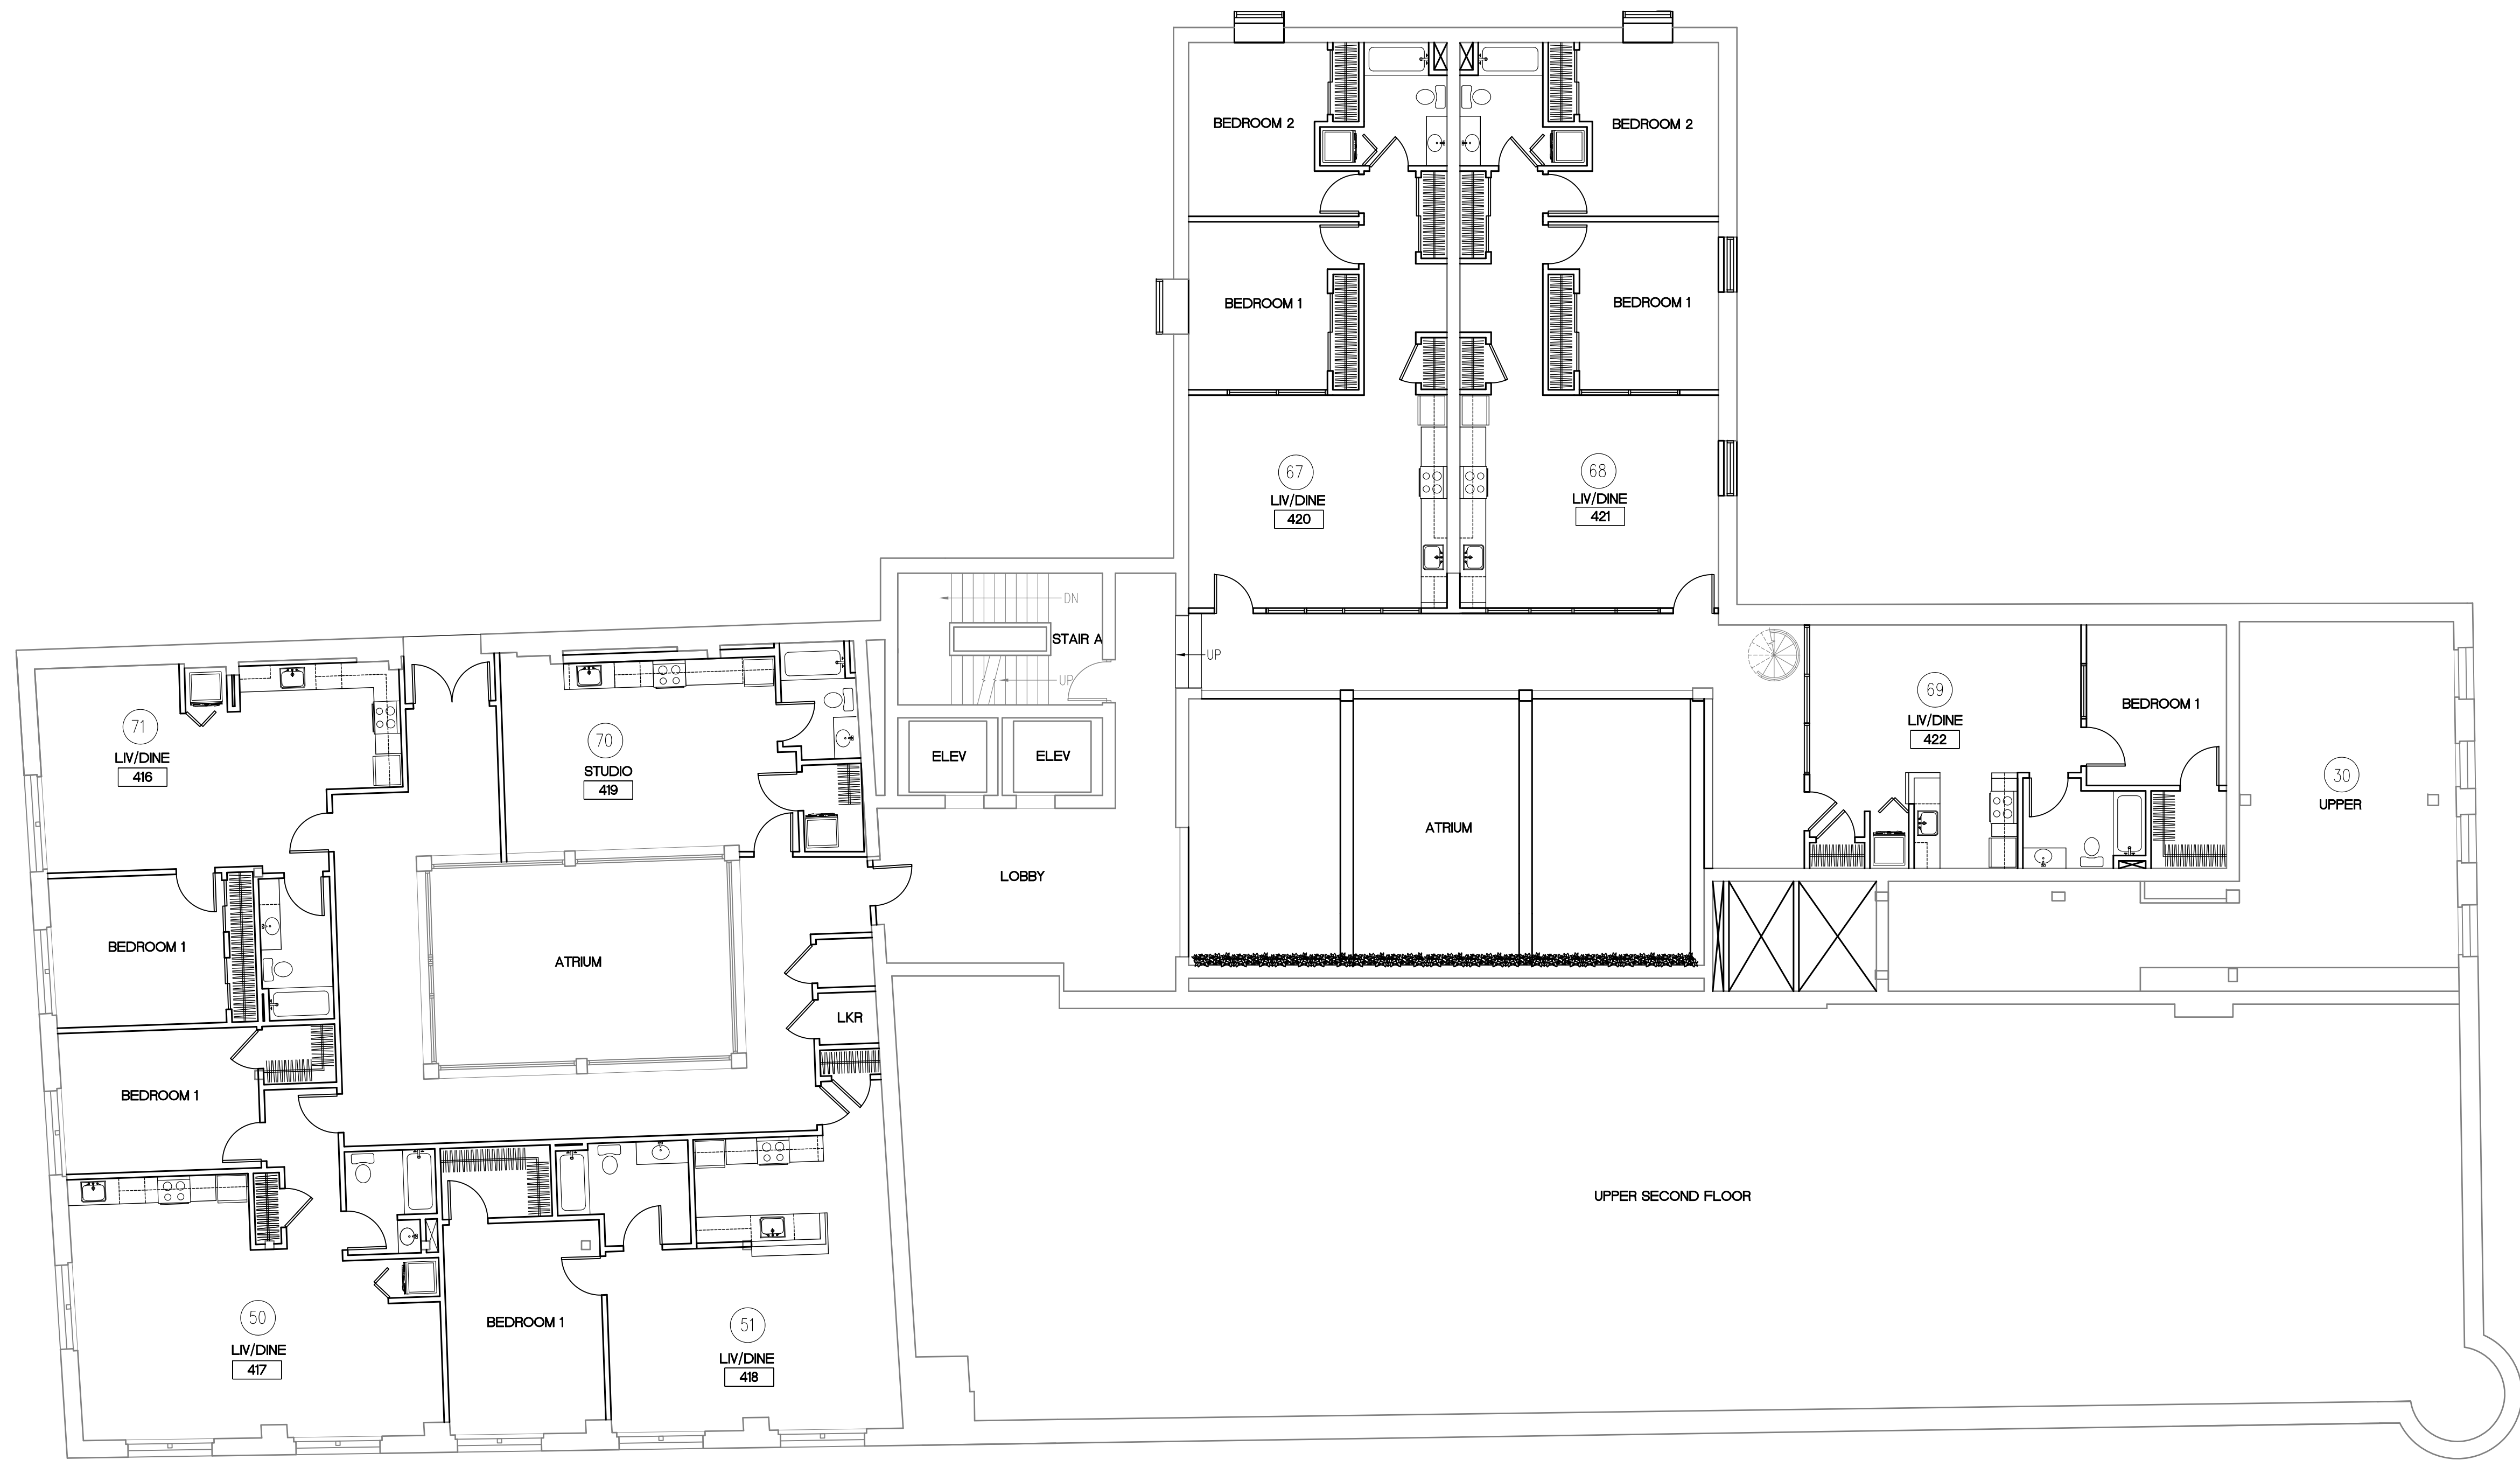 BEDROOM 2
BEDROOM 2
BEDROOM 1
BEDROOM 1
67
LIV/DINE
420
68
LIV/DINE
421
DN
STAIR A
UP
UP
71
LIV/DINE
416
70
STUDIO
419
ELEV
ELEV
69
LIV/DINE
422
BEDROOM 1
30
UPPER
ATRIUM
LOBBY
BEDROOM 1
ATRIUM
LKR
BEDROOM 1
UPPER SECOND FLOOR
50
LIV/DINE
417
BEDROOM 1
51
LIV/DINE
418